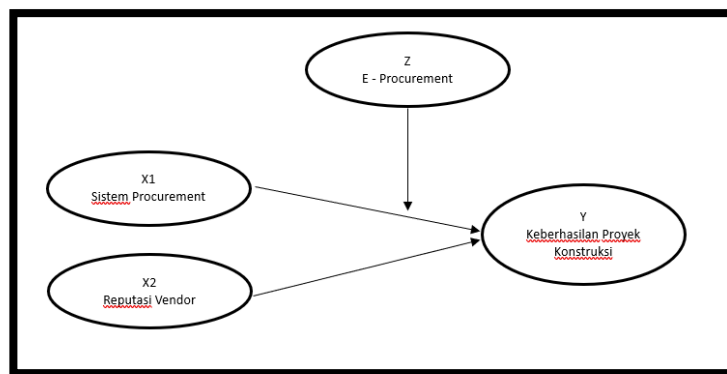 Z
E - Procurement
X1
Sistem Procurement
Y
Keberhasilan Proyek
Konstruksi
X2
Reputasi Vendor